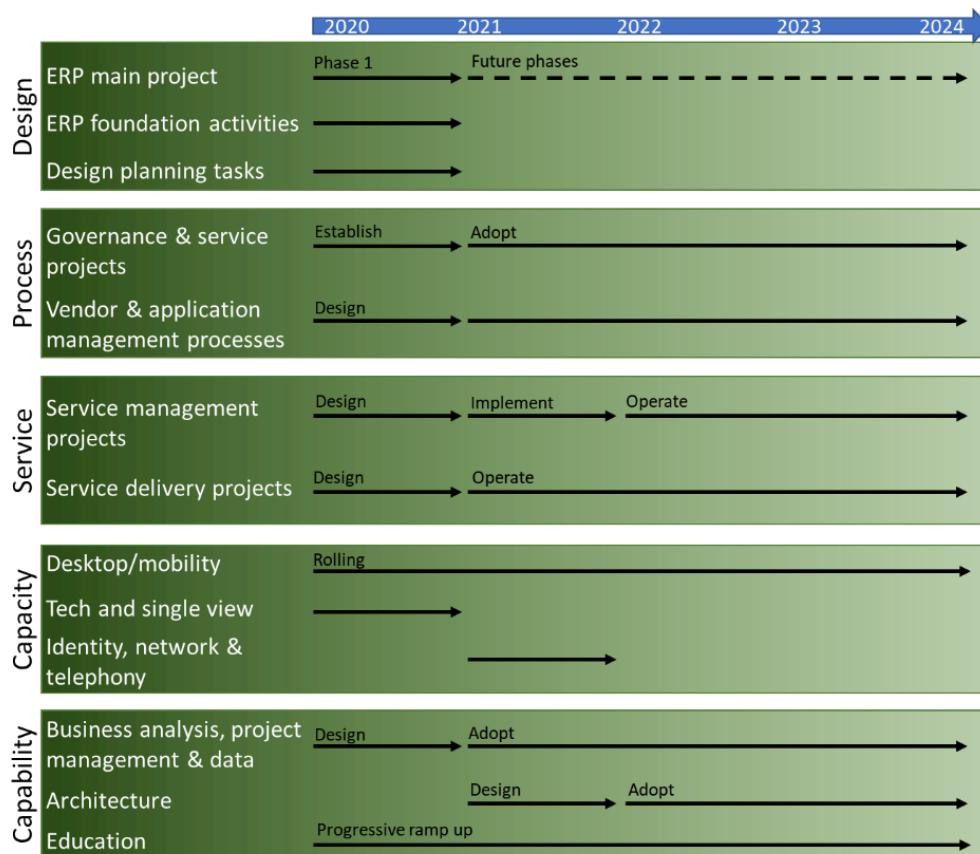 2020 2021 2022 2023 2024
Design
ERP main project
Phase 1
Future phases
ERP foundation activities
Design planning tasks
Process
Governance & service
projects
Establish
Adopt
Vendor & application
management processes
Design
Service
Service management
projects
Design
Implement
Operate
Service delivery projects
Design
Operate
Capacity
Desktop/mobility
Rolling
Tech and single view
Identity, network &
telephony
Capability
Business analysis, project
management & data
Design
Adopt
Architecture
Design
Adopt
Education
Progressive ramp up